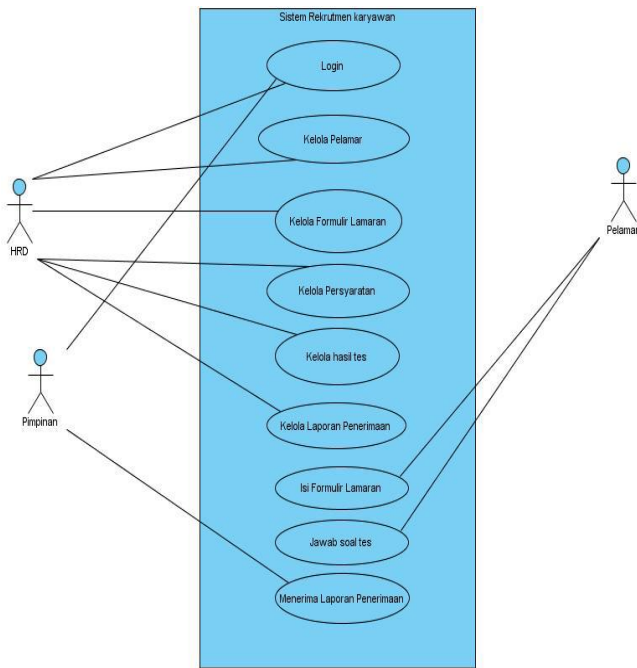 Sistem Rekrutmen karyawan
Login
Kelola Pelamar
Kelola Formulir Lamaran
HRD
Pelamar
Kelola Persyaratan
Kelola hasil tes
Pimpinan
Kelola Laporan Penerimaan
Isi Formulir Lamaran
Jawab soal tes
Menerima Laporan Penerimaan